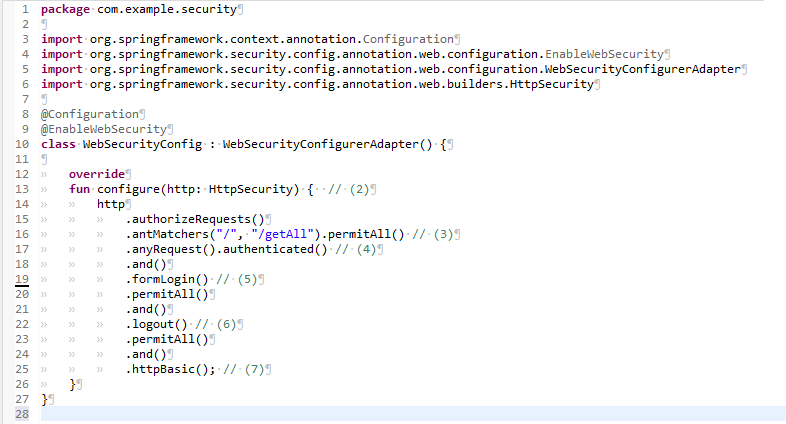 1 package com.example.security
2
3 import org.springframework.context.annotation.Configuration
4 import org.springframework.security.config.annotation.web.configuration.EnableWebSecurity
5 import org.springframework.security.config.annotation.web.configuration.WebSecurityConfigurerAdapter
6 import org.springframework.security.config.annotation.web.builders.HttpSecurity
7
8 @Configuration
9 @EnableWebSecurity
10 class WebSecurityConfig : WebSecurityConfigurerAdapter() {
11
12     override
13     fun configure(http: HttpSecurity) {  // (2)
14         http
15             .authorizeRequests()
16             .antMatchers("/", "/getAll").permitAll() // (3)
17             .anyRequest().authenticated() // (4)
18             .and()
19             .formLogin() // (5)
20             .permitAll()
21             .and()
22             .logout() // (6)
23             .permitAll()
24             .and()
25             .httpBasic(); // (7)
26     }
27 }
28